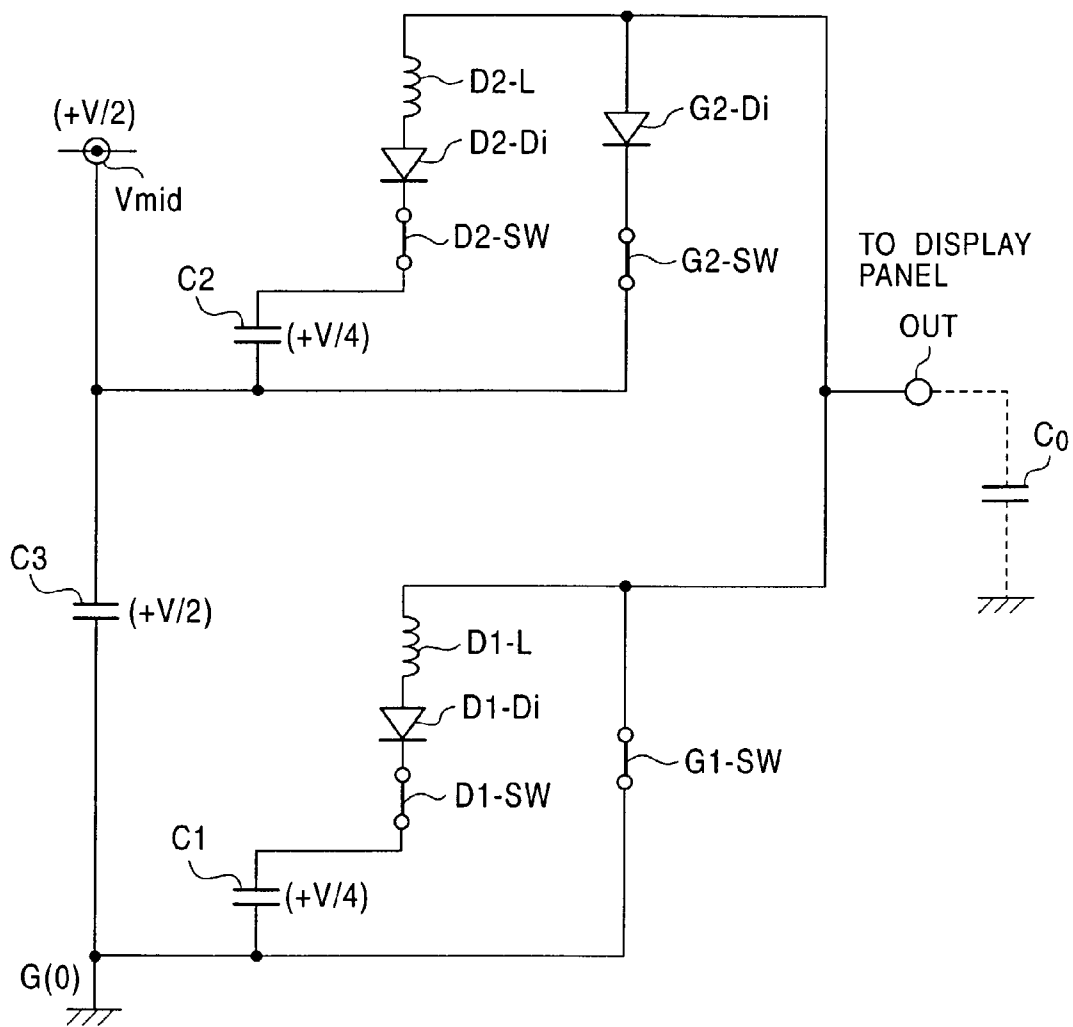 D2-L
(+V/2)
G2-Di
D2-Di
Vmid
D2-SW
TO DISPLAY
PANEL
G2-SW
C2
(+V/4)
OUT
C0
C3
(+V/2)
D1-L
D1-Di
G1-SW
D1-SW
C1
(+V/4)
G(0)